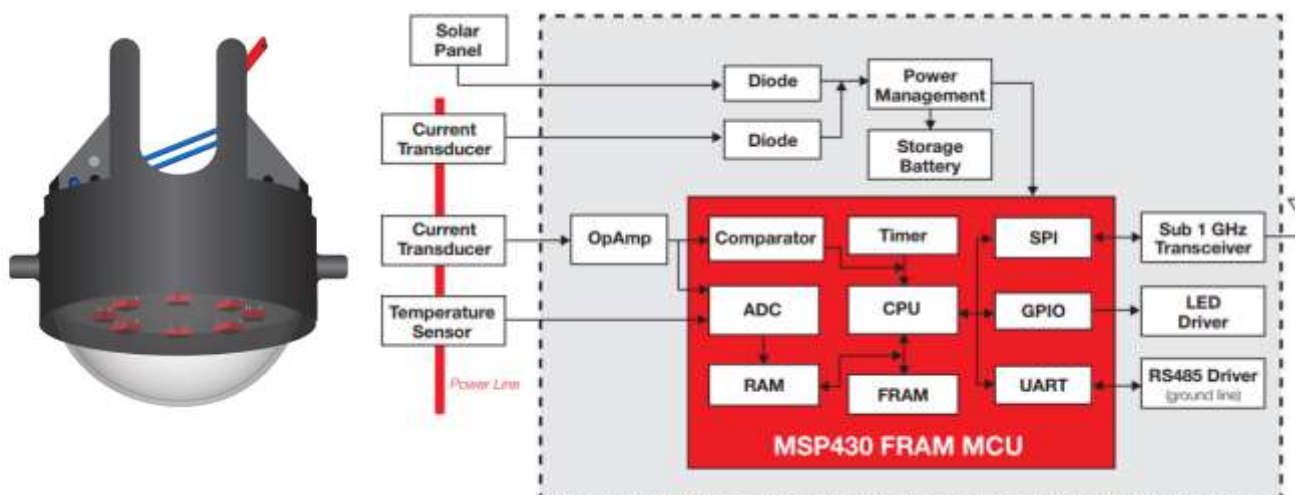 Solar
Panel
Diode
Power
Management
Current
Transducer
Diode
Storage
Battery
Current
Transducer
OpAmp
Comparator
Timer
SPI
Sub 1 GHz
Transceiver
Temperature
Sensor
ADC
CPU
GPIO
LED
Driver
Power Line
RAM
FRAM
UART
RS485 Driver
(ground line)
MSP430 FRAM MCU